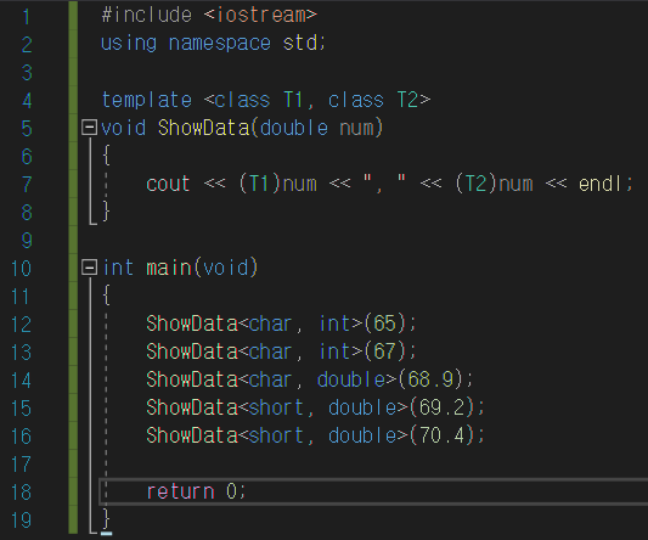 1 #include <iostream>
2 using namespace std;
3
4 template <class T1, class T2>
5 void ShowData(double num)
6 {
7 cout << (T1)num << ", " << (T2)num << endl;
8 }
9
10 int main(void)
11 {
12 ShowData<char, int>(65);
13 ShowData<char, int>(67);
14 ShowData<char, double>(68.9);
15 ShowData<short, double>(69.2);
16 ShowData<short, double>(70.4);
17
18 return 0;
19 }